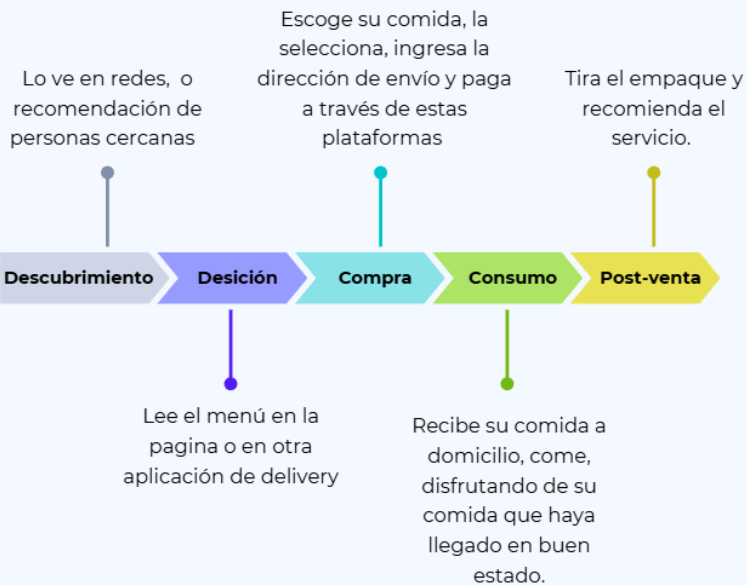 Escoge su comida, la
selecciona, ingresa la
dirección de envío y paga
a través de estas
plataformas
Lo ve en redes, o
recomendación de
personas cercanas
Tira el empaque y
recomienda el
servicio.
Descubrimiento
Desición
Compra
Consumo
Post-venta
Lee el menú en la
pagina o en otra
aplicación de delivery
Recibe su comida a
domicilio, come,
disfrutando de su
comida que haya
llegado en buen
estado.